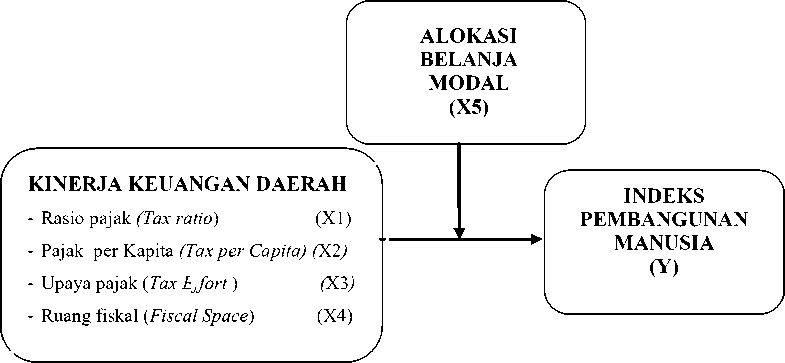 ALOKASI
BELANJA
MODAL
(X5)
KINERJA KEUANGAN DAERAH
- Rasio pajak (Tax ratio) (X1)
- Pajak per Kapita (Tax per Capita) (X2)
- Upaya pajak (Tax Effort ) (X3)
- Ruang fiskal (Fiscal Space) (X4)
INDEKS
PEMBANGUNAN
MANUSIA
(Y)